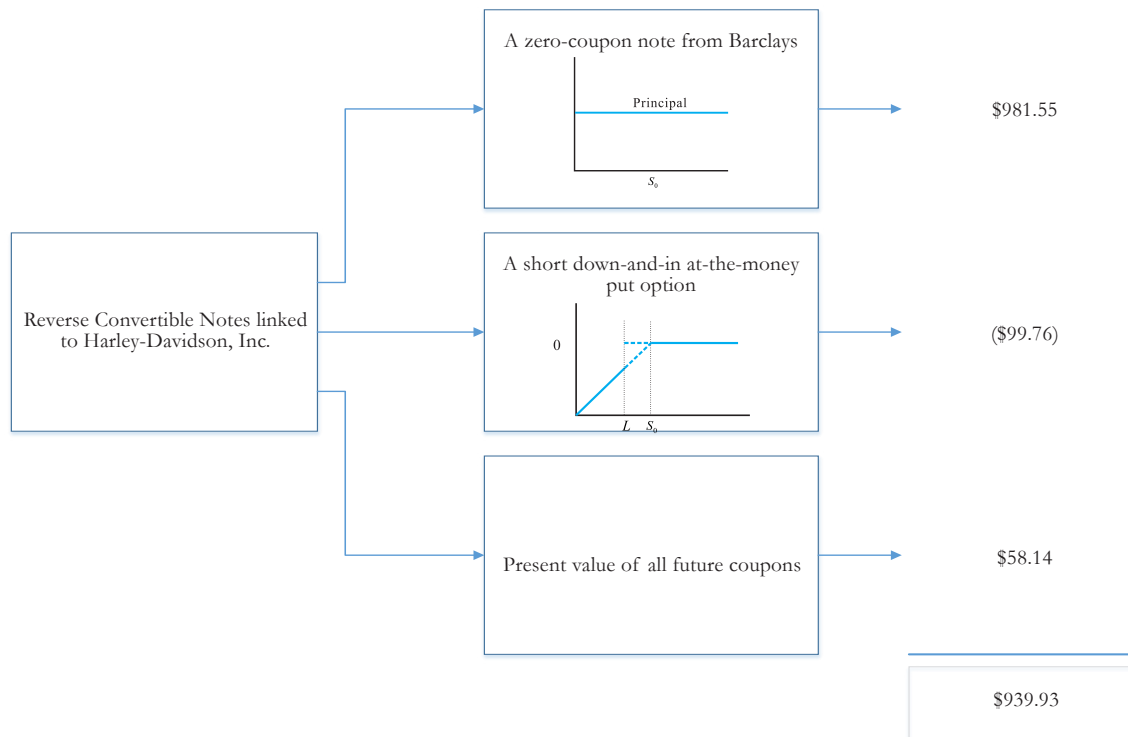 A zero-coupon note from Barclays
Principal
S₀
$981.55
Reverse Convertible Notes linked
to Harley-Davidson, Inc.
A short down-and-in at-the-money
put option
0
L S₀
($99.76)
Present value of all future coupons
$58.14
$939.93